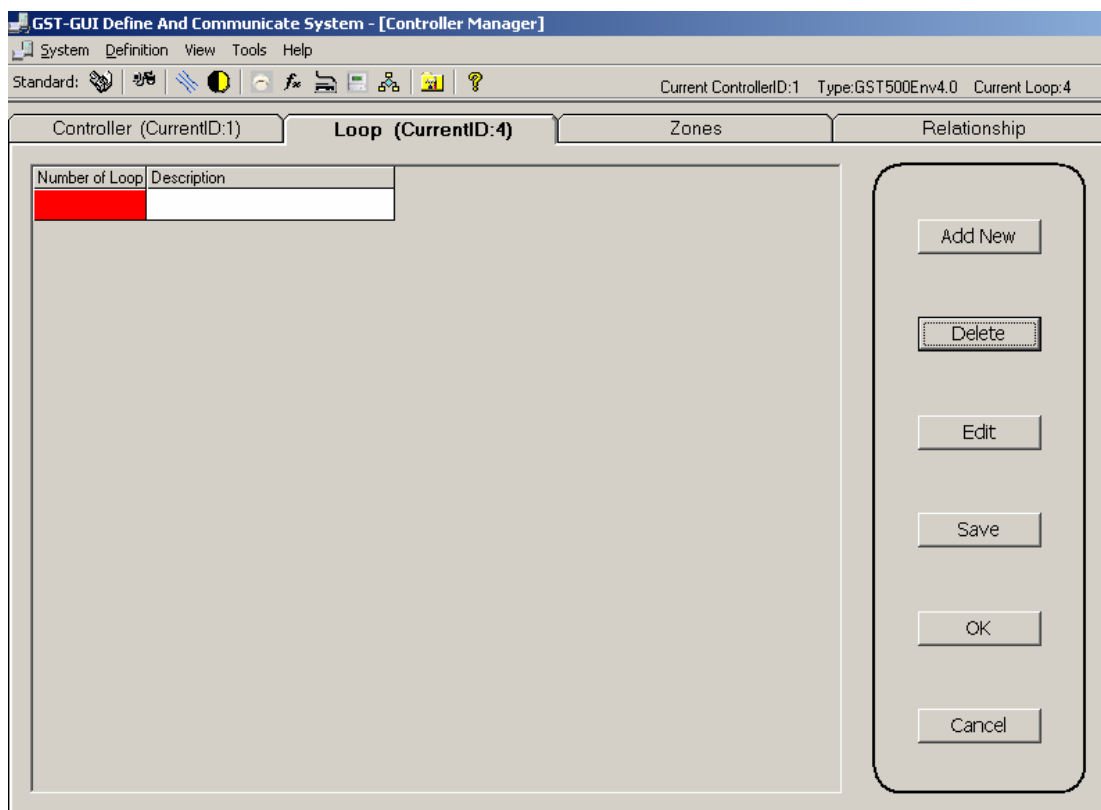 GST-GUI Define And Communicate System - [Controller Manager]
System Definition View Tools Help
Standard: Current ControllerID:1 Type:GST500Env4.0 Current Loop:4
Controller (CurrentID:1) Loop (CurrentID:4) Zones Relationship
Number of Loop Description
Add New
Delete
Edit
Save
OK
Cancel